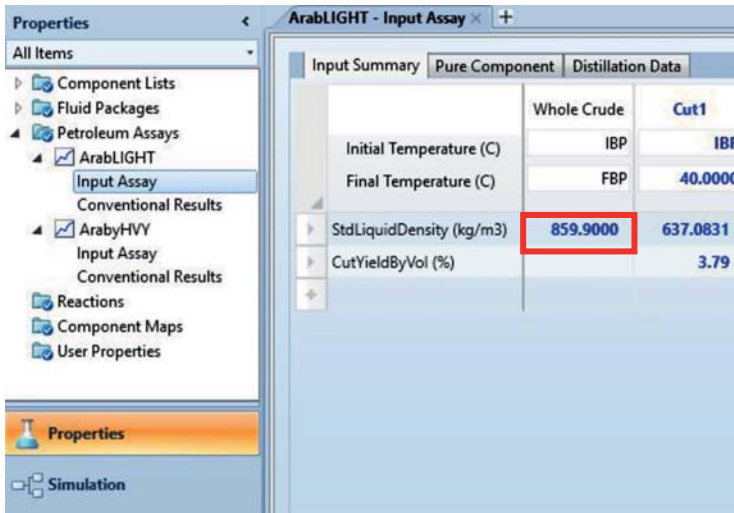 Properties <
All Items
Component Lists
Fluid Packages
Petroleum Assays
ArabLIGHT
Input Assay
Conventional Results
ArabyHVY
Input Assay
Conventional Results
Reactions
Component Maps
User Properties
Properties
Simulation
ArabLIGHT - Input Assay × +
Input Summary Pure Component Distillation Data
Whole Crude Cut1
Initial Temperature (C) IBP IBP
Final Temperature (C) FBP 40.0000
StdLiquidDensity (kg/m3) 859.9000 637.0831
CutYieldByVol (%) 3.79